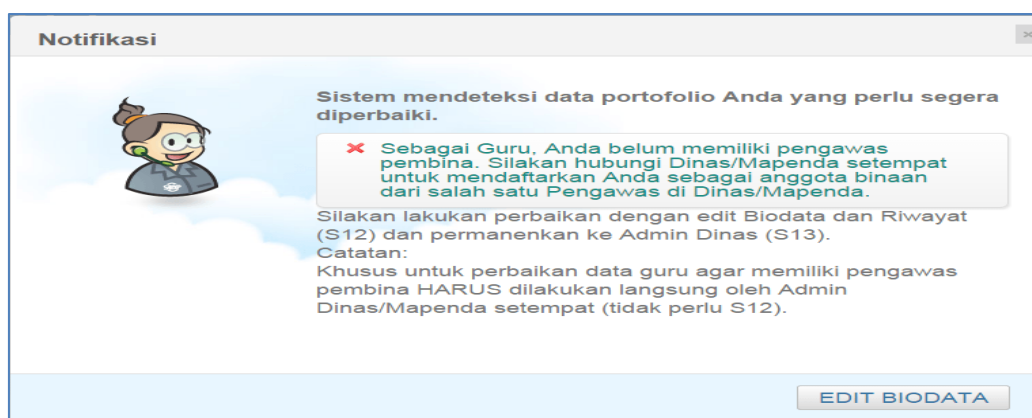 Notifikasi
Sistem mendeteksi data portofolio Anda yang perlu segera
diperbaiki.
Sebagai Guru, Anda belum memiliki pengawas
pembina. Silakan hubungi Dinas/Mapenda setempat
untuk mendaftarkan Anda sebagai anggota binaan
dari salah satu Pengawas di Dinas/Mapenda.
Silakan lakukan perbaikan dengan edit Biodata dan Riwayat
(S12) dan permanenkan ke Admin Dinas (S13).
Catatan:
Khusus untuk perbaikan data guru agar memiliki pengawas
pembina HARUS dilakukan langsung oleh Admin
Dinas/Mapenda setempat (tidak perlu S12).
EDIT BIODATA